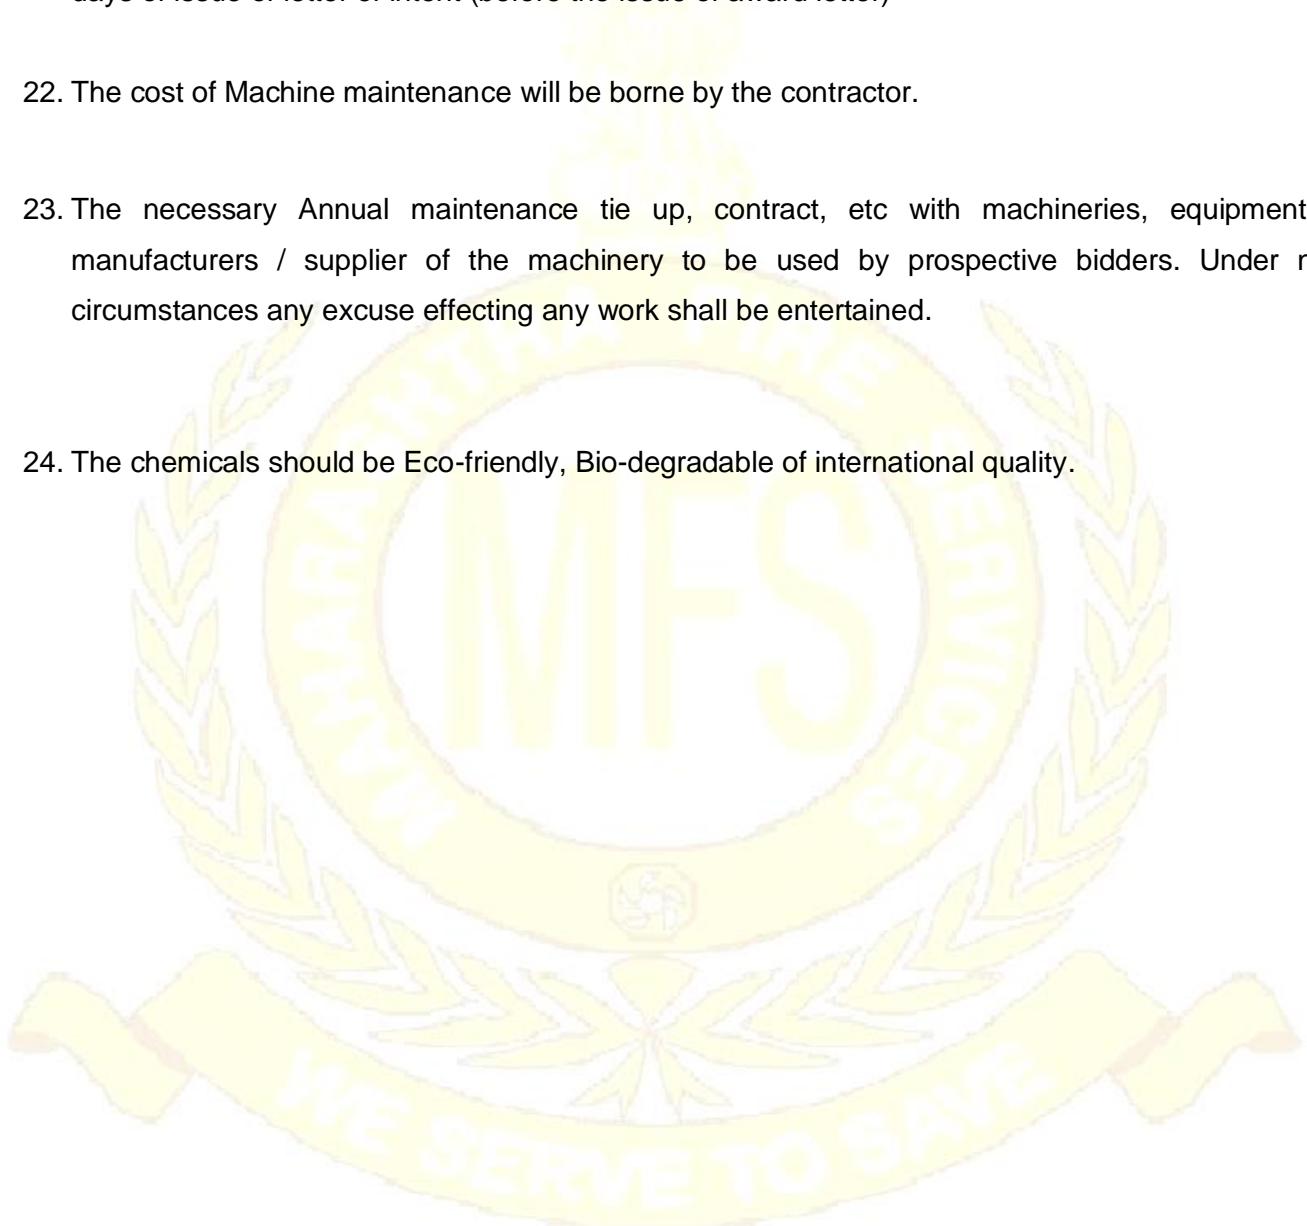 days of issue of letter of intent (before the issue of award letter)
22. The cost of Machine maintenance will be borne by the contractor.
23. The necessary Annual maintenance tie up, contract, etc with machineries, equipment
manufacturers / supplier of the machinery to be used by prospective bidders. Under
circumstances any excuse effecting any work shall be entertained.
24. The chemicals should be Eco-friendly, Bio-degradable of international quality.
MAHARASHTRA FIRE SERVICES
MFS
WE SERVE TO SAVE